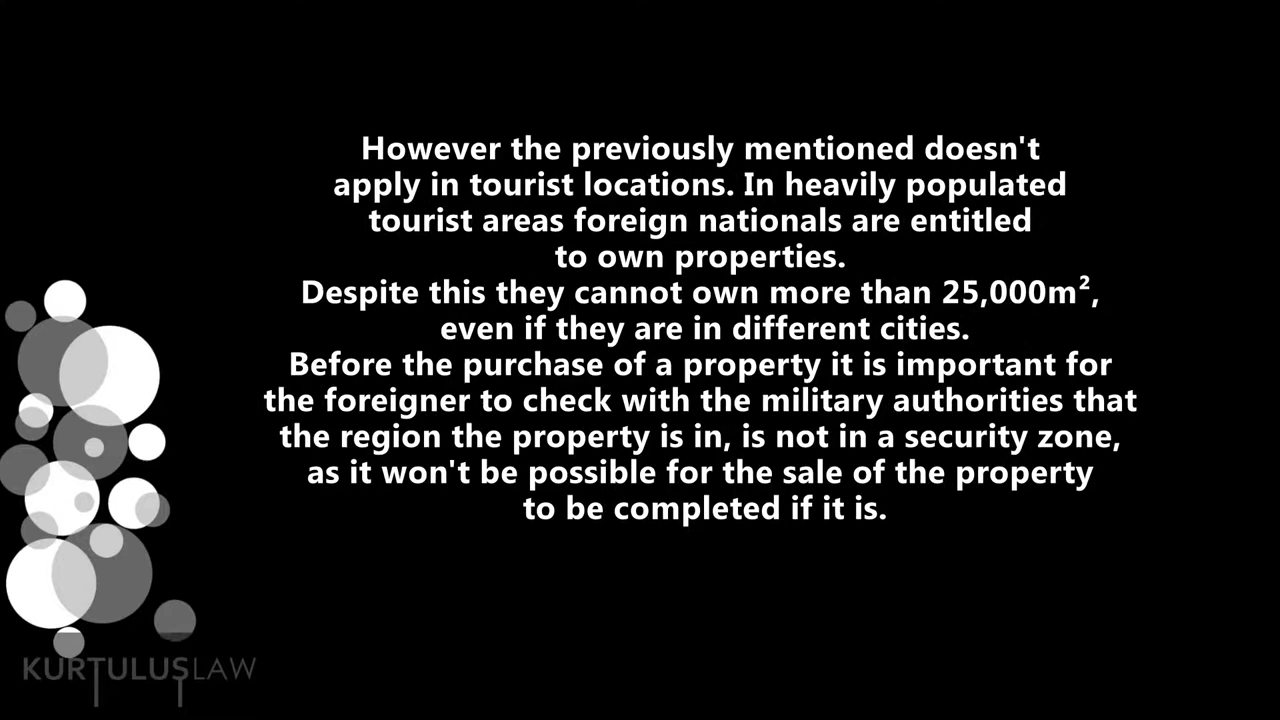 However the previously mentioned doesn't
apply in tourist locations. In heavily populated
tourist areas foreign nationals are entitled
to own properties.
Despite this they cannot own more than 25,000m²,
even if they are in different cities.
Before the purchase of a property it is important for
the foreigner to check with the military authorities that
the region the property is in, is not in a security zone,
as it won't be possible for the sale of the property
to be completed if it is.
KURTULUSLAW